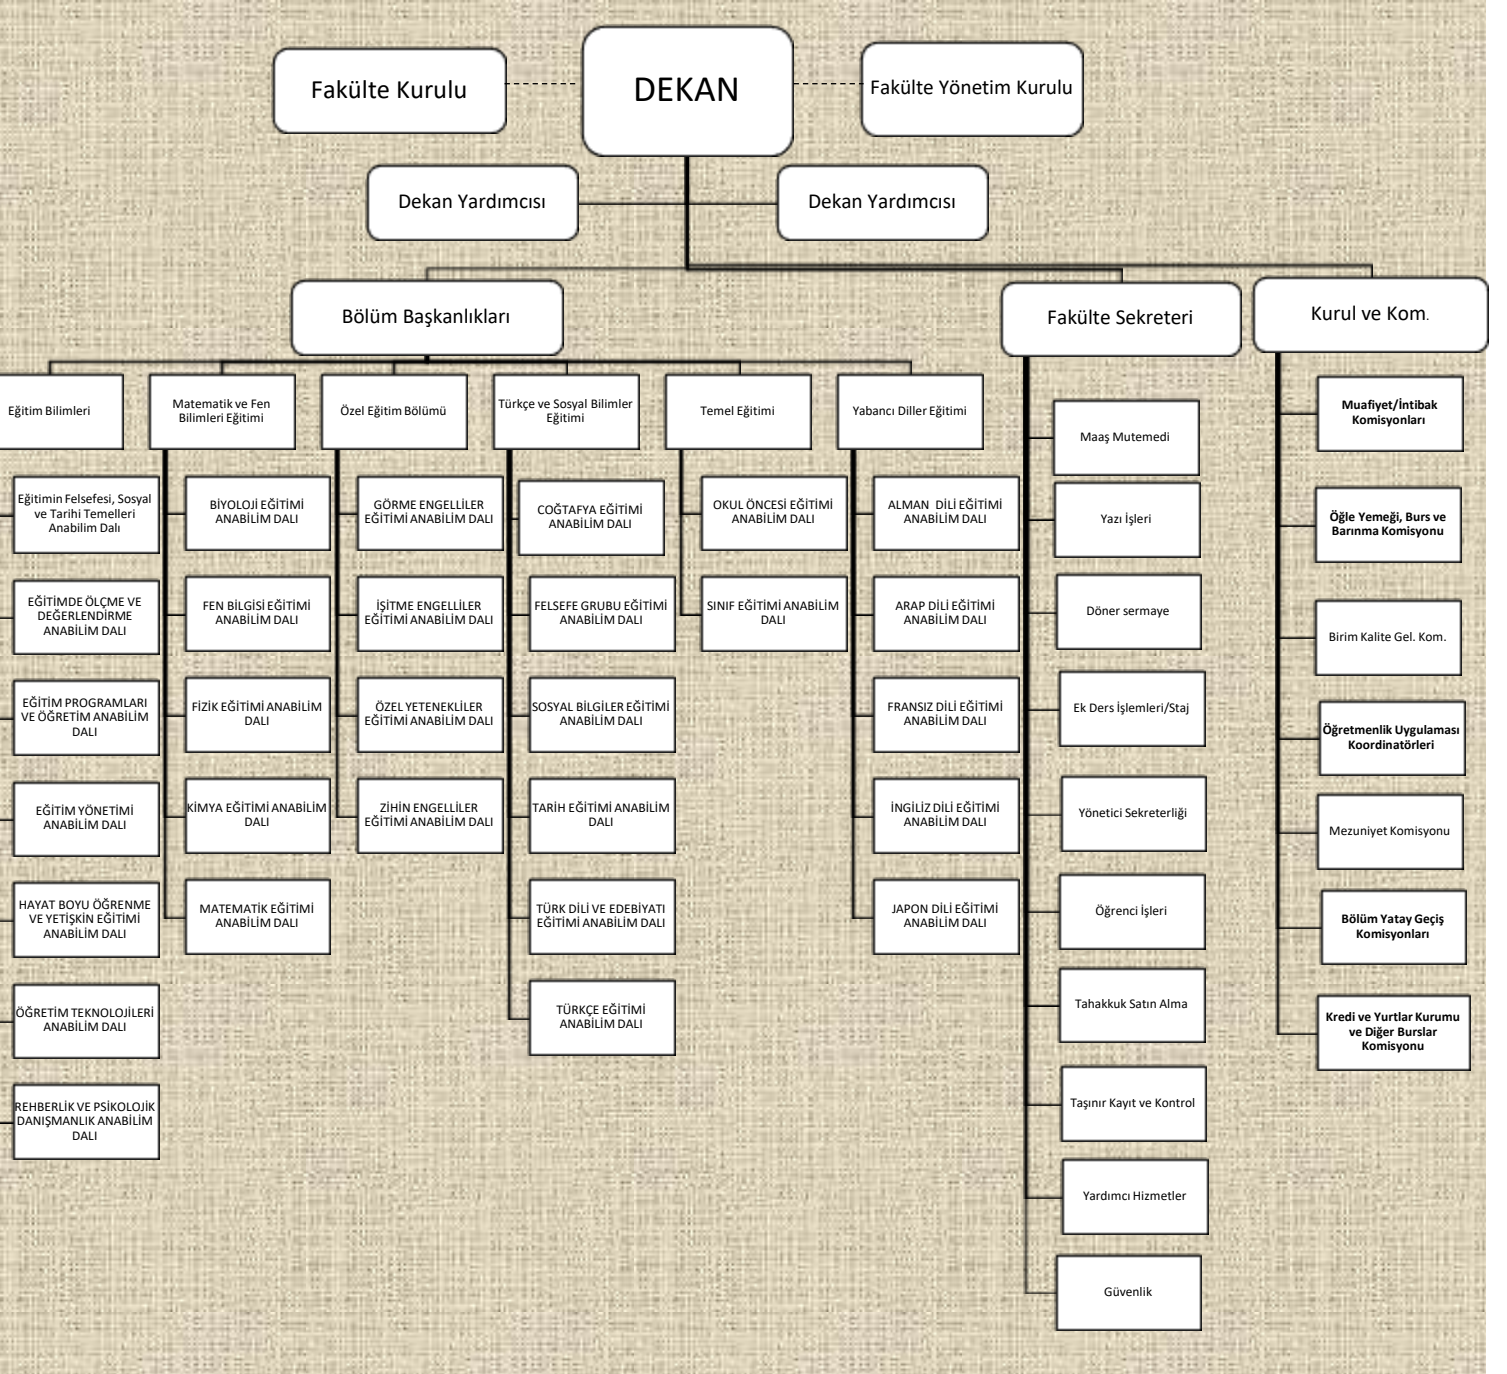 Fakülte Kurulu
DEKAN
Fakülte Yönetim Kurulu
Dekan Yardımcısı
Dekan Yardımcısı
Bölüm Başkanlıkları
Fakülte Sekreteri
Kurul ve Kom.
Eğitim Bilimleri
Matematik ve Fen
Bilimleri Eğitimi
Özel Eğitim Bölümü
Türkçe ve Sosyal Bilimler
Eğitimi
Temel Eğitimi
Yabancı Diller Eğitimi
Eğitimin Felsefesi, Sosyal
ve Tarihi Temelleri
Anabilim Dalı
EĞİTİMDE ÖLÇME VE
DEĞERLENDİRME
ANABİLİM DALI
EĞİTİM PROGRAMLARI
VE ÖĞRETİM ANABİLİM
DALI
EĞİTİM YÖNETİMİ
ANABİLİM DALI
HAYAT BOYU ÖĞRENME
VE YETİŞKİN EĞİTİMİ
ANABİLİM DALI
ÖĞRETİM TEKNOLOJİLERİ
ANABİLİM DALI
REHBERLİK VE PSİKOLOJİK
DANIŞMANLIK ANABİLİM
DALI
BİYOLOJİ EĞİTİMİ
ANABİLİM DALI
FEN BİLGİSİ EĞİTİMİ
ANABİLİM DALI
FİZİK EĞİTİMİ ANABİLİM
DALI
KİMYA EĞİTİMİ ANABİLİM
DALI
MATEMATİK EĞİTİMİ
ANABİLİM DALI
GÖRME ENGELLİLER
EĞİTİMİ ANABİLİM DALI
İŞİTME ENGELLİLER
EĞİTİMİ ANABİLİM DALI
ÖZEL YETENEKLİLER
EĞİTİMİ ANABİLİM DALI
ZİHİN ENGELLİLER
EĞİTİMİ ANABİLİM DALI
COĞTAFYA EĞİTİMİ
ANABİLİM DALI
FELSEFE GRUBU EĞİTİMİ
ANABİLİM DALI
SOSYAL BİLGİLER EĞİTİMİ
ANABİLİM DALI
TARİH EĞİTİMİ ANABİLİM
DALI
TÜRK DİLİ VE EDEBİYATI
EĞİTİMİ ANABİLİM DALI
TÜRKÇE EĞİTİMİ
ANABİLİM DALI
OKUL ÖNCESİ EĞİTİMİ
ANABİLİM DALI
SINIF EĞİTİMİ ANABİLİM
DALI
ALMAN DİLİ EĞİTİMİ
ANABİLİM DALI
ARAP DİLİ EĞİTİMİ
ANABİLİM DALI
FRANSIZ DİLİ EĞİTİMİ
ANABİLİM DALI
İNGİLİZ DİLİ EĞİTİMİ
ANABİLİM DALI
JAPON DİLİ EĞİTİMİ
ANABİLİM DALI
Maaş Mutemedi
Yazı İşleri
Döner sermaye
Ek Ders İşlemleri/Staj
Yönetici Sekreterliği
Öğrenci İşleri
Tahakkuk Satın Alma
Taşınır Kayıt ve Kontrol
Yardımcı Hizmetler
Güvenlik
Muafiyet/İntibak
Komisyonları
Öğle Yemeği, Burs ve
Barınma Komisyonu
Birim Kalite Gel. Kom.
Öğretmenlik Uygulaması
Koordinatörleri
Mezuniyet Komisyonu
Bölüm Yatay Geçiş
Komisyonları
Kredi ve Yurtlar Kurumu
ve Diğer Burslar
Komisyonu